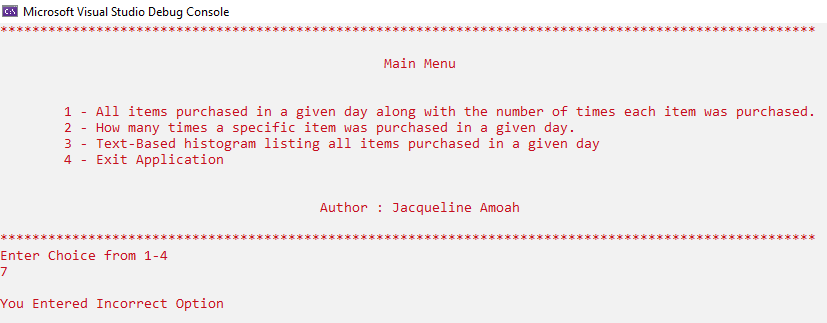 C:\ Microsoft Visual Studio Debug Console
******************************************************************************************************
Main Menu
1 - All items purchased in a given day along with the number of times each item was purchased.
2 - How many times a specific item was purchased in a given day.
3 - Text-Based histogram listing all items purchased in a given day
4 - Exit Application
Author : Jacqueline Amoah
******************************************************************************************************
Enter Choice from 1-4
7
You Entered Incorrect Option